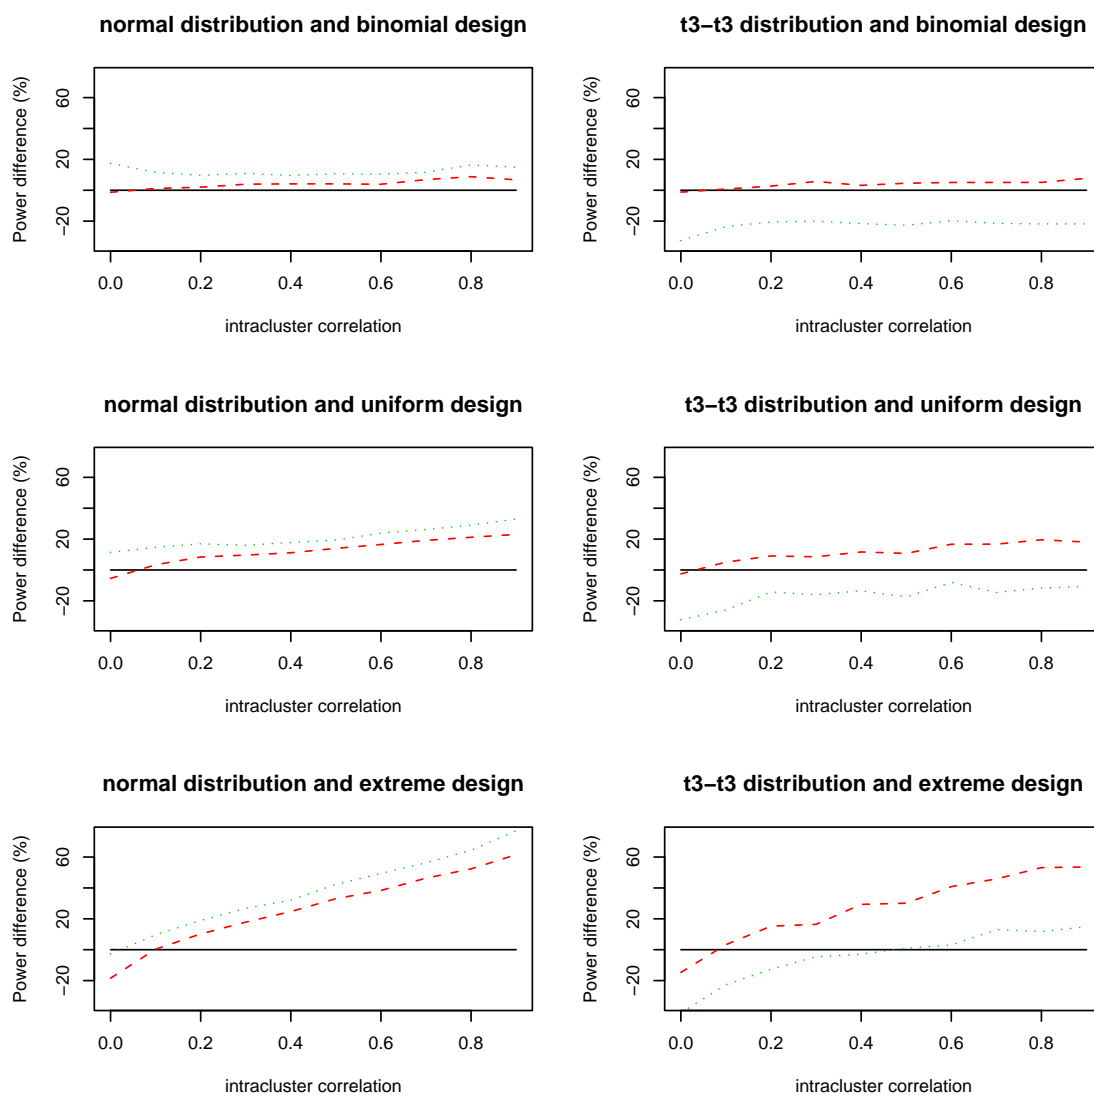 normal distribution and binomial design
Power difference (%)
60
20
−20
0.0 0.2 0.4 0.6 0.8
intracluster correlation
t3−t3 distribution and binomial design
Power difference (%)
60
20
−20
0.0 0.2 0.4 0.6 0.8
intracluster correlation
normal distribution and uniform design
Power difference (%)
60
20
−20
0.0 0.2 0.4 0.6 0.8
intracluster correlation
t3−t3 distribution and uniform design
Power difference (%)
60
20
−20
0.0 0.2 0.4 0.6 0.8
intracluster correlation
normal distribution and extreme design
Power difference (%)
60
20
−20
0.0 0.2 0.4 0.6 0.8
intracluster correlation
t3−t3 distribution and extreme design
Power difference (%)
60
20
−20
0.0 0.2 0.4 0.6 0.8
intracluster correlation